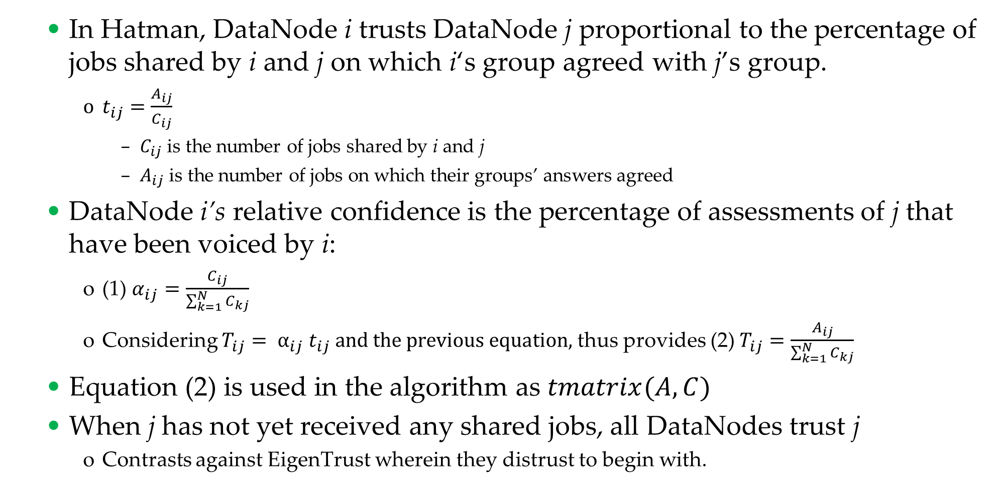 • In Hatman, DataNode i trusts DataNode j proportional to the percentage of
jobs shared by i and j on which i‘s group agreed with j’s group.
o t_{ij} = \frac{A_{ij}}{C_{ij}}
– C_{ij} is the number of jobs shared by i and j
– A_{ij} is the number of jobs on which their groups’ answers agreed
• DataNode i’s relative confidence is the percentage of assessments of j that
have been voiced by i:
o (1) α_{ij} = \frac{C_{ij}}{\sum_{k=1}^{N} C_{kj}}
o Considering T_{ij} = α_{ij} t_{ij} and the previous equation, thus provides (2) T_{ij} = \frac{A_{ij}}{\sum_{k=1}^{N} C_{kj}}
• Equation (2) is used in the algorithm as tmatrix(A, C)
• When j has not yet received any shared jobs, all DataNodes trust j
o Contrasts against EigenTrust wherein they distrust to begin with.